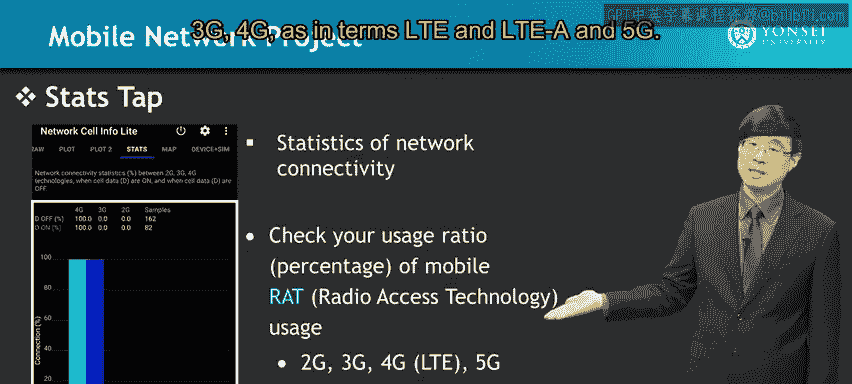 3G, 4G, as in terms LTE and LTE-A and 5G.
Mobile Network Project
YONSEI
UNIVERSITY
❖ Stats Tap
Network Cell Info Lite
RAW PLOT PLOT 2 STATS MAP DEVICE+SIM
Network connectivity statistics (%) between 2G, 3G, 4G
technologies, when cell data (D) are ON, and when cell data (D) are
OFF.
4G 3G 2G Samples
D OFF (%) 100.0 0.0 0.0 162
D ON (%) 100.0 0.0 0.0 82
100
80
60
40
20
Connection (%)
▪ Statistics of network
connectivity
• Check your usage ratio
(percentage) of mobile
RAT (Radio Access Technology)
usage
• 2G, 3G, 4G (LTE), 5G